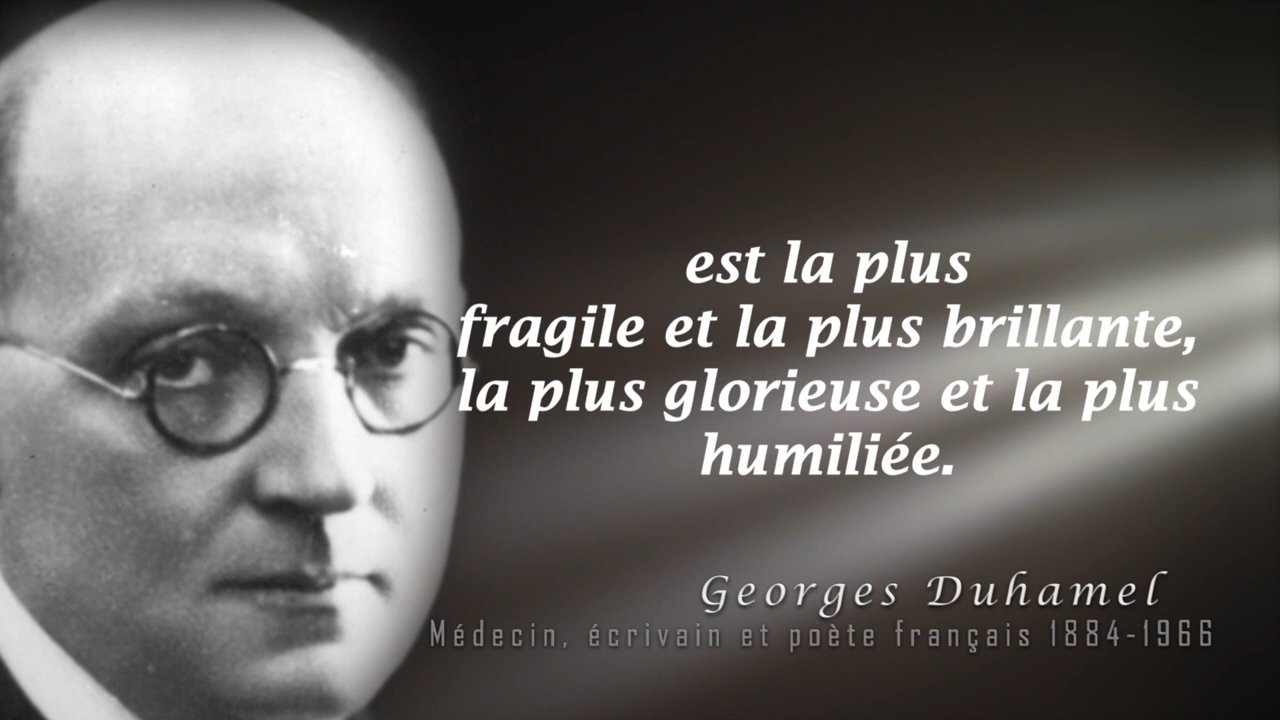 est la plus
fragile et la plus brillante,
la plus glorieuse et la plus
humiliée.
Georges Duhamel
Médecin, écrivain et poète français 1884-1966